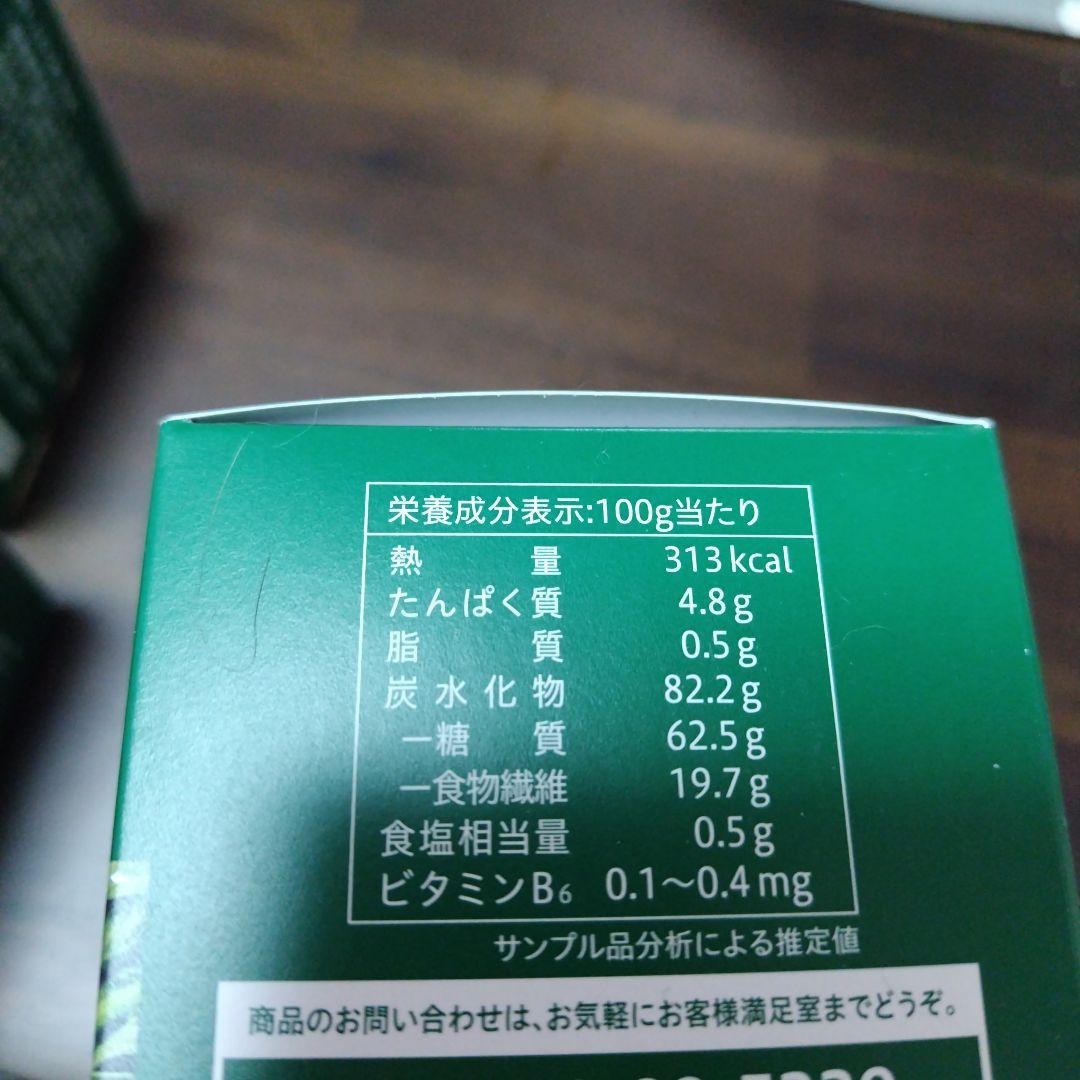 栄養成分表示:100g当たり
熱量 313kcal
たんぱく質 4.8g
脂質 0.5g
炭水化物 82.2g
ー糖質 62.5g
ー食物繊維 19.7g
食塩相当量 0.5g
ビタミンB₆ 0.1〜0.4mg
サンプル品分析による推定値
商品のお問い合わせは、お気軽にお客様満足室までどうぞ。